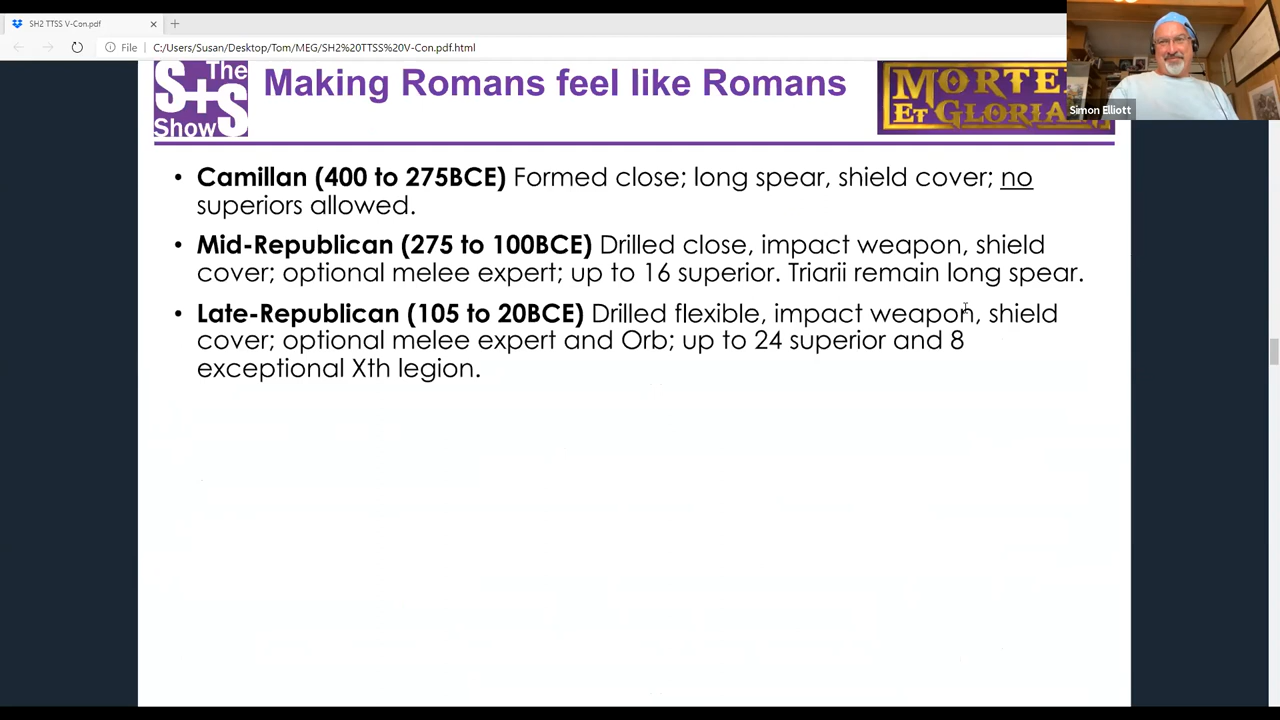 SH2 TTSS V-Con.pdf
File C:/Users/Susan/Desktop/Tom/MEG/SH2%20TTSS%20V-Con.pdf.html
The
S+S
Show
Making Romans feel like Romans
MORTE
ET GLORIA
Simon Elliott
• Camillan (400 to 275BCE) Formed close; long spear, shield cover; no
superiors allowed.
• Mid-Republican (275 to 100BCE) Drilled close, impact weapon, shield
cover; optional melee expert; up to 16 superior. Triarii remain long spear.
• Late-Republican (105 to 20BCE) Drilled flexible, impact weapon, shield
cover; optional melee expert and Orb; up to 24 superior and 8
exceptional Xth legion.